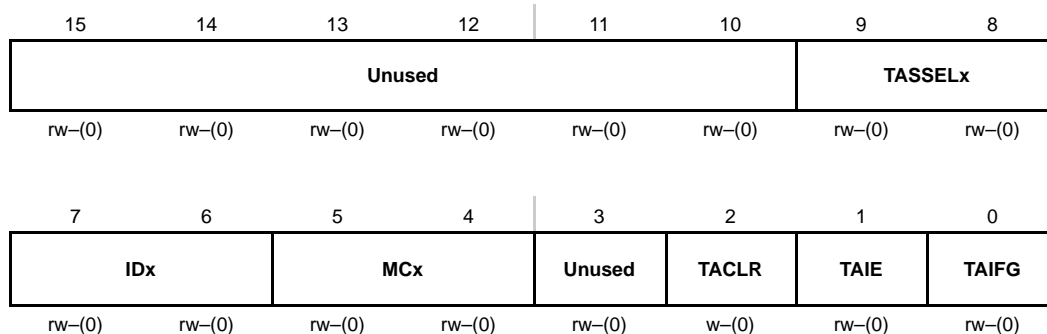 15 14 13 12 11 10 9 8
Unused TASSELx
rw–(0) rw–(0) rw–(0) rw–(0) rw–(0) rw–(0) rw–(0) rw–(0)
7 6 5 4 3 2 1 0
IDx MCx Unused TACLR TAIE TAIFG
rw–(0) rw–(0) rw–(0) rw–(0) rw–(0) w–(0) rw–(0) rw–(0)